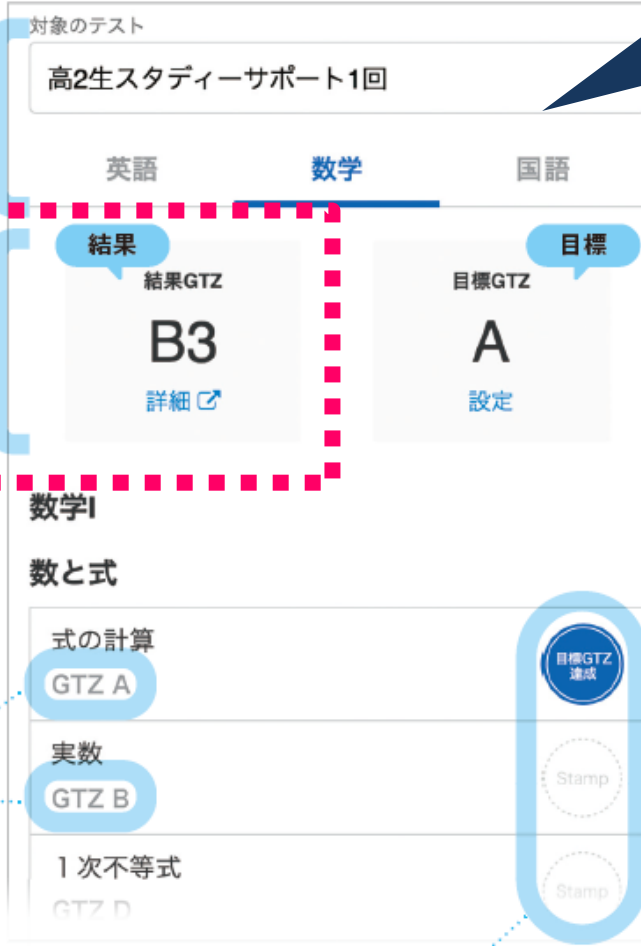 対象のテスト
高2生スタディーサポート1回
英語 数学 国語
結果 目標
結果GTZ 目標GTZ
B3 A
詳細 設定
数学I
数と式
式の計算
GTZ A
目標GTZ
達成
実数
GTZ B
Stamp
1次不等式
GTZ D
Stamp